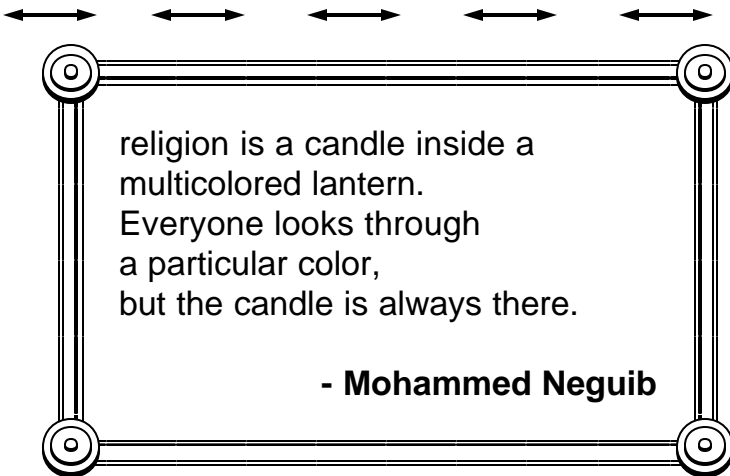 religion is a candle inside a
multicolored lantern.
Everyone looks through
a particular color,
but the candle is always there.
- Mohammed Neguib